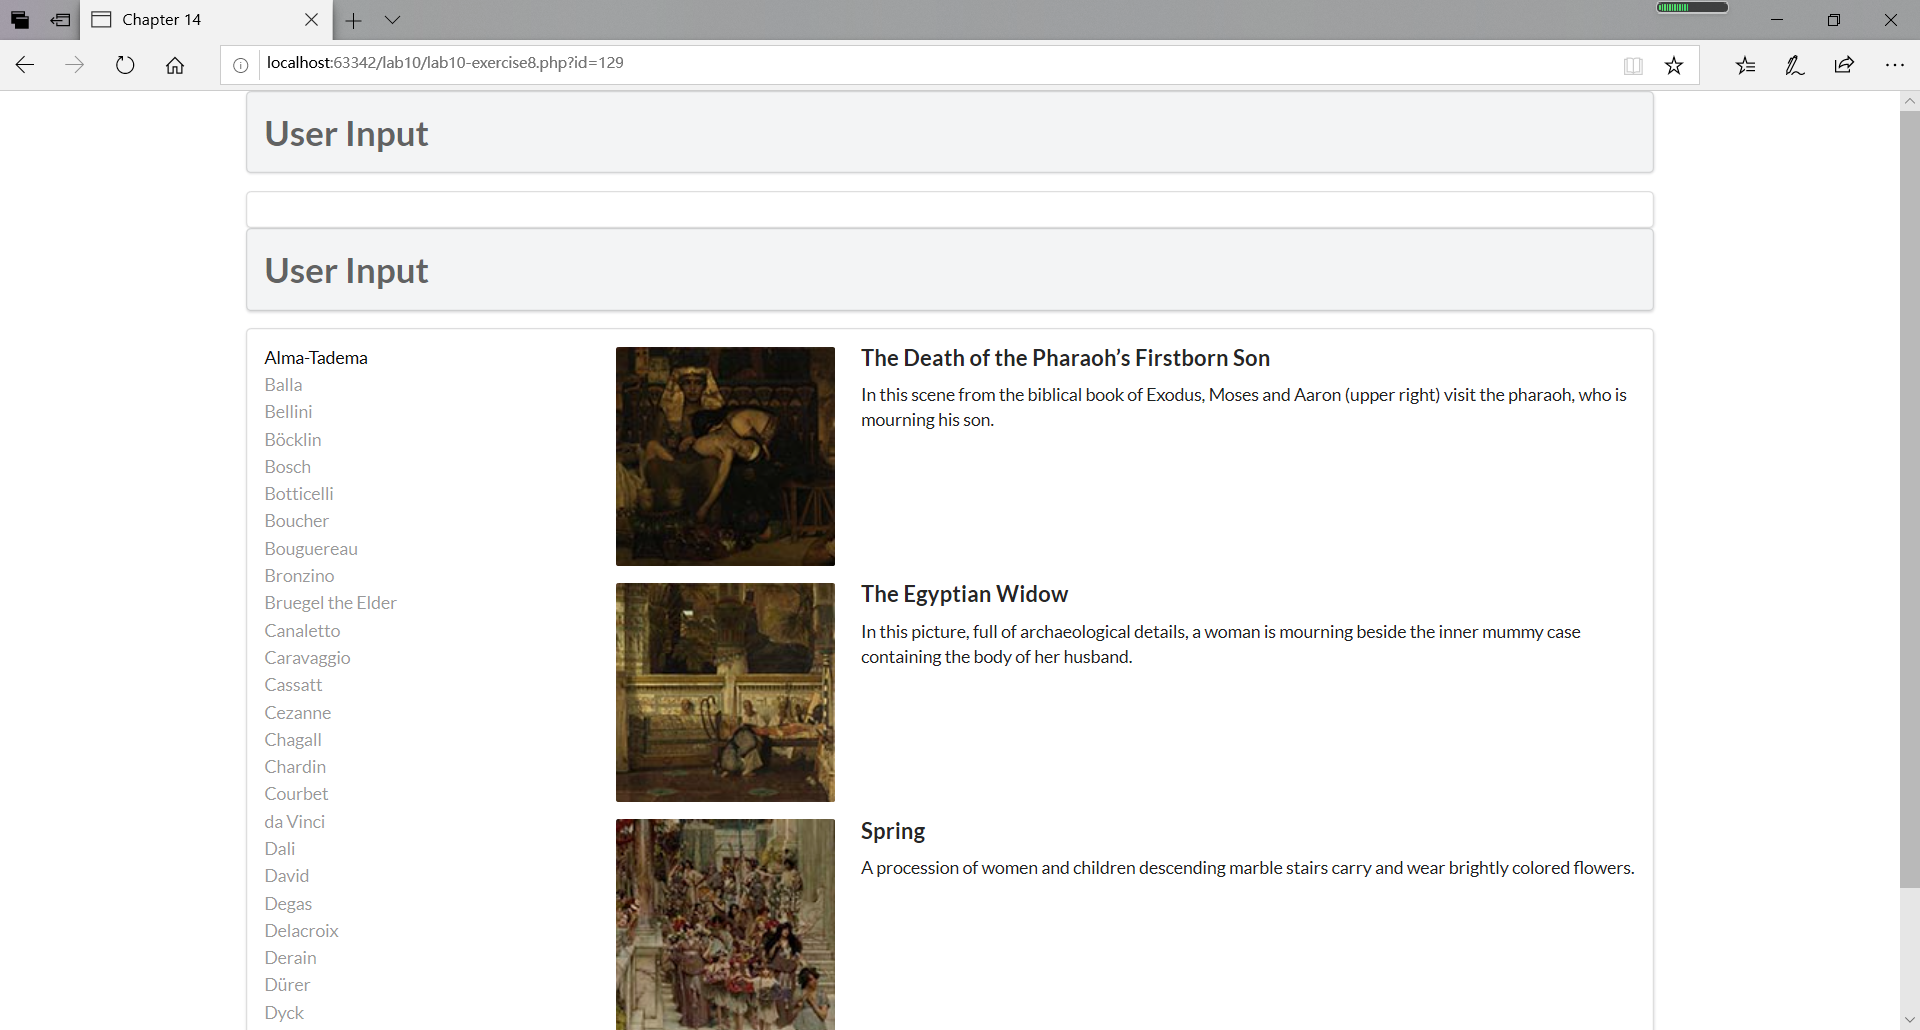 Chapter 14
localhost:63342/lab10/lab10-exercise8.php?id=129
User Input
User Input
Alma-Tadema
Balla
Bellini
Böcklin
Bosch
Botticelli
Boucher
Bouguereau
Bronzino
Bruegel the Elder
Canaletto
Caravaggio
Cassatt
Cezanne
Chagall
Chardin
Courbet
da Vinci
Dali
David
Degas
Delacroix
Derain
Dürer
Dyck
The Death of the Pharaoh’s Firstborn Son
In this scene from the biblical book of Exodus, Moses and Aaron (upper right) visit the pharaoh, who is
mourning his son.
The Egyptian Widow
In this picture, full of archaeological details, a woman is mourning beside the inner mummy case
containing the body of her husband.
Spring
A procession of women and children descending marble stairs carry and wear brightly colored flowers.